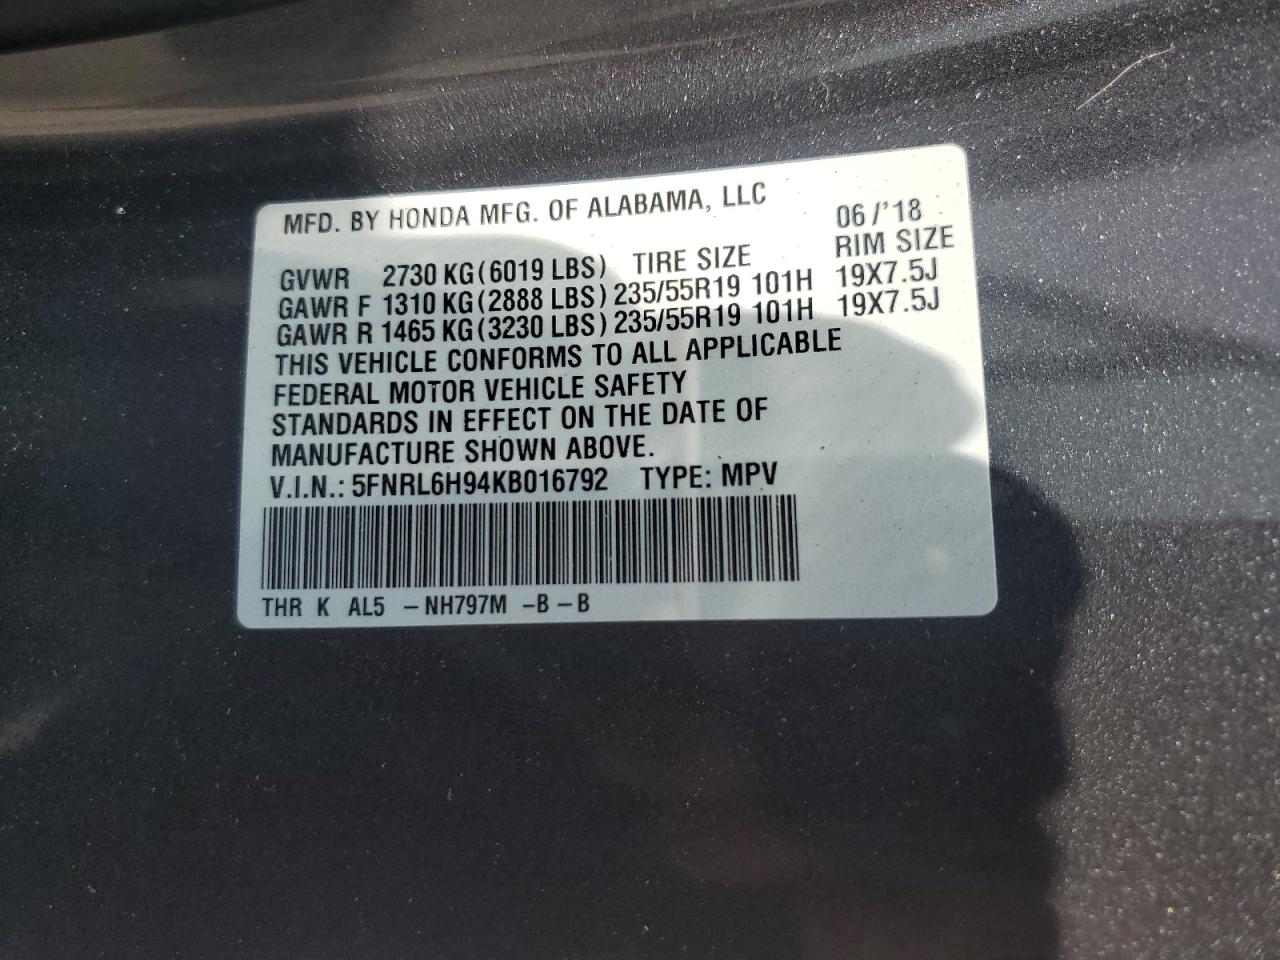 MFD. BY HONDA MFG. OF ALABAMA, LLC 06 /'18
GVWR 2730 KG(6019 LBS) TIRE SIZE RIM SIZE
GAWR F 1310 KG(2888 LBS) 235/55R19 101H 19X7.5J
GAWR R 1465 KG(3230 LBS) 235/55R19 101H 19X7.5J
THIS VEHICLE CONFORMS TO ALL APPLICABLE
FEDERAL MOTOR VEHICLE SAFETY
STANDARDS IN EFFECT ON THE DATE OF
MANUFACTURE SHOWN ABOVE.
V.I.N.: 5FNRL6H94KB016792 TYPE: MPV
THR K AL5 -NH797M -B-B